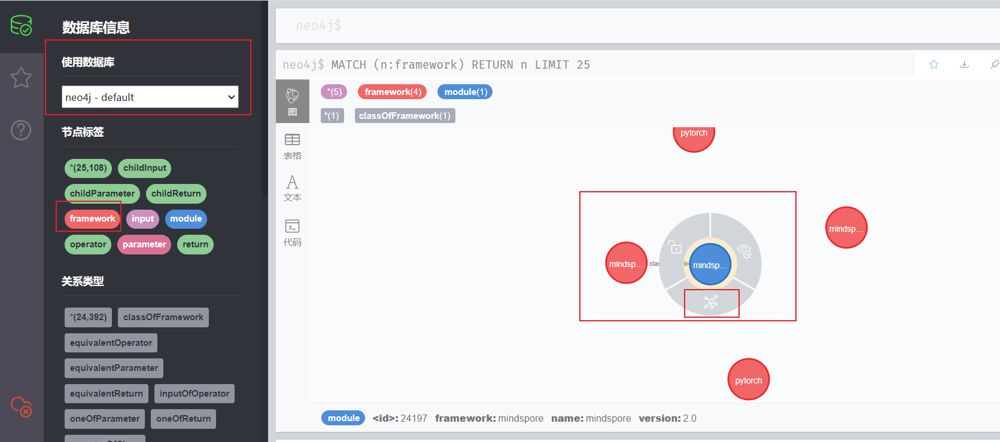 数据库信息
使用数据库
neo4j - default
节点标签
*(25,108) childInput
childParameter childReturn
framework input module
operator parameter return
关系类型
*(24,392) classOfFramework
equivalentOperator
equivalentParameter
equivalentReturn inputOfOperator
oneOfParameter oneOfReturn
neo4j$
neo4j$ MATCH (n:framework) RETURN n LIMIT 25
图
表格
文本
代码
*(5) framework(4) module(1)
*(1) classOfFramework(1)
pytorch
mindsp...
mindsp... clas mindsp...
pytorch
module <id>: 24197 framework: mindspore name: mindspore version: 2.0